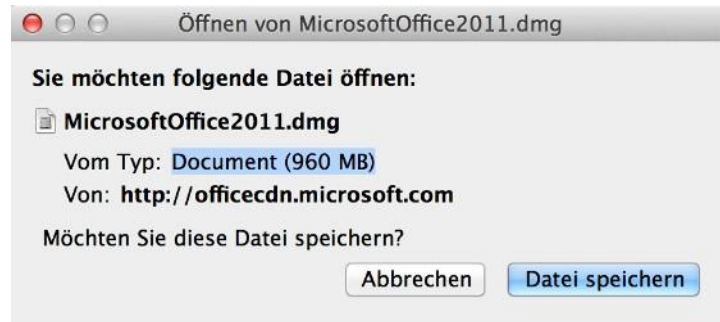 Öffnen von MicrosoftOffice2011.dmg
Sie möchten folgende Datei öffnen:
MicrosoftOffice2011.dmg
Vom Typ: Document (960 MB)
Von: http://officecdn.microsoft.com
Möchten Sie diese Datei speichern?
Abbrechen Datei speichern